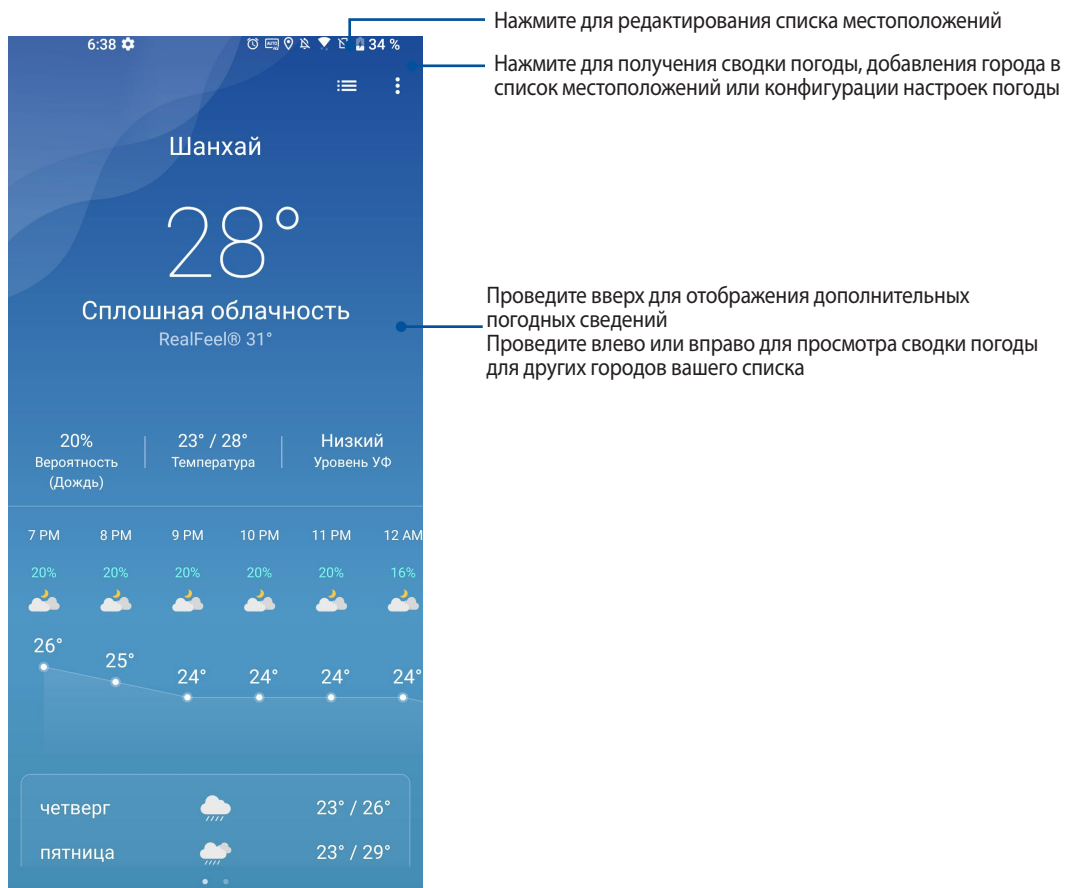 Нажмите для редактирования списка местоположений
6:38 34 %
Нажмите для получения сводки погоды, добавления города в
список местоположений или конфигурации настроек погоды
Шанхай
28°
Сплошная облачность
RealFeel® 31°
Проведите вверх для отображения дополнительных
погодных сведений
Проведите влево или вправо для просмотра сводки погоды
для других городов вашего списка
20% 23° / 28° Низкий
Вероятность Температура Уровень УФ
(Дождь)
7 PM 8 PM 9 PM 10 PM 11 PM 12 AM
20% 20% 20% 20% 20% 16%
26° 25° 24° 24° 24° 24°
четверг 23° / 26°
пятница 23° / 29°